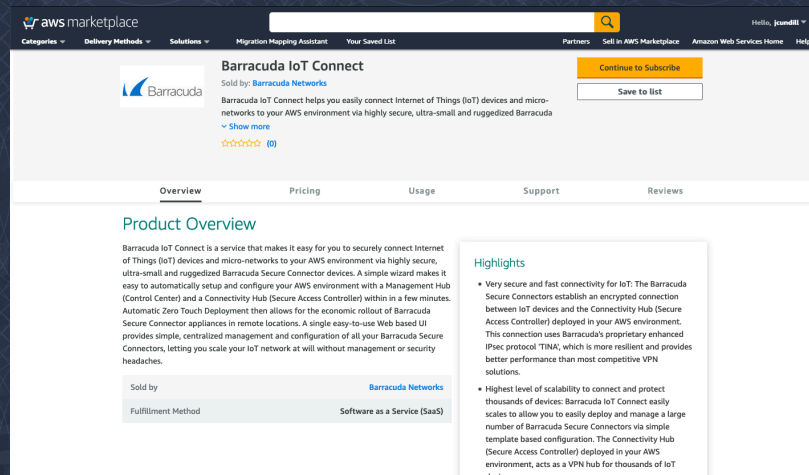 aws marketplace
Hello, jcundill
Categories Delivery Methods Solutions Migration Mapping Assistant Your Saved List Partners Sell in AWS Marketplace Amazon Web Services Home Help
Barracuda
Barracuda IoT Connect
Sold by: Barracuda Networks
Barracuda IoT Connect helps you easily connect Internet of Things (IoT) devices and micro-
networks to your AWS environment via highly secure, ultra-small and ruggedized Barracuda
Show more
(0)
Continue to Subscribe
Save to list
Overview Pricing Usage Support Reviews
Product Overview
Barracuda IoT Connect is a service that makes it easy for you to securely connect Internet
of Things (IoT) devices and micro-networks to your AWS environment via highly secure,
ultra-small and ruggedized Barracuda Secure Connector devices. A simple wizard makes it
easy to automatically setup and configure your AWS environment with a Management Hub
(Control Center) and a Connectivity Hub (Secure Access Controller) within in a few minutes.
Automatic Zero Touch Deployment then allows for the economic rollout of Barracuda
Secure Connector appliances in remote locations. A single easy-to-use Web based UI
provides simple, centralized management and configuration of all your Barracuda Secure
Connectors, letting you scale your IoT network at will without management or security
headaches.
Sold by Barracuda Networks
Fulfillment Method Software as a Service (SaaS)
Highlights
• Very secure and fast connectivity for IoT: The Barracuda
Secure Connectors establish an encrypted connection
between IoT devices and the Connectivity Hub (Secure
Access Controller) deployed in your AWS environment.
This connection uses Barracuda's proprietary enhanced
IPsec protocol 'TINA', which is more resilient and provides
better performance than most competitive VPN
solutions.
• Highest level of scalability to connect and protect
thousands of devices: Barracuda IoT Connect easily
scales to allow you to easily deploy and manage a large
number of Barracuda Secure Connectors via simple
template based configuration. The Connectivity Hub
(Secure Access Controller) deployed in your AWS
environment, acts as a VPN hub for thousands of IoT